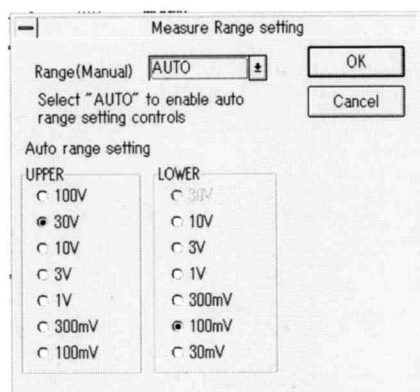 Measure Range setting
Range(Manual) AUTO
OK
Select "AUTO" to enable auto
range setting controls
Cancel
Auto range setting
UPPER
100V
30V
10V
3V
1V
300mV
100mV
LOWER
30V
10V
3V
1V
300mV
100mV
30mV